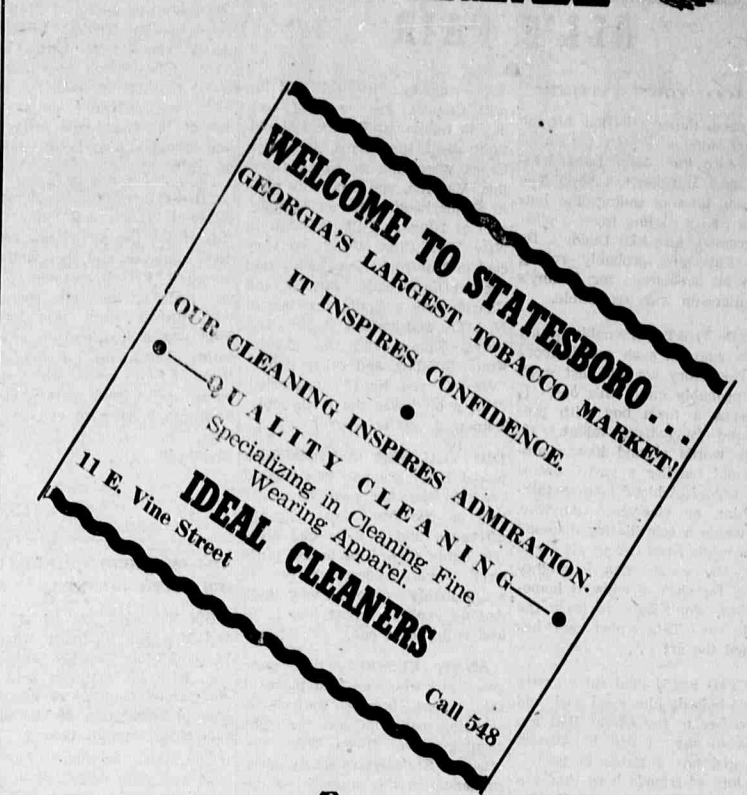 WELCOME TO STATESBORO...
GEORGIA'S LARGEST TOBACCO MARKET!
IT INSPIRES CONFIDENCE.
OUR CLEANING INSPIRES ADMIRATION.
QUALITY CLEANING
Specializing in Cleaning Fine
Wearing Apparel
IDEAL CLEANERS
11 E. Vine Street
Call 548